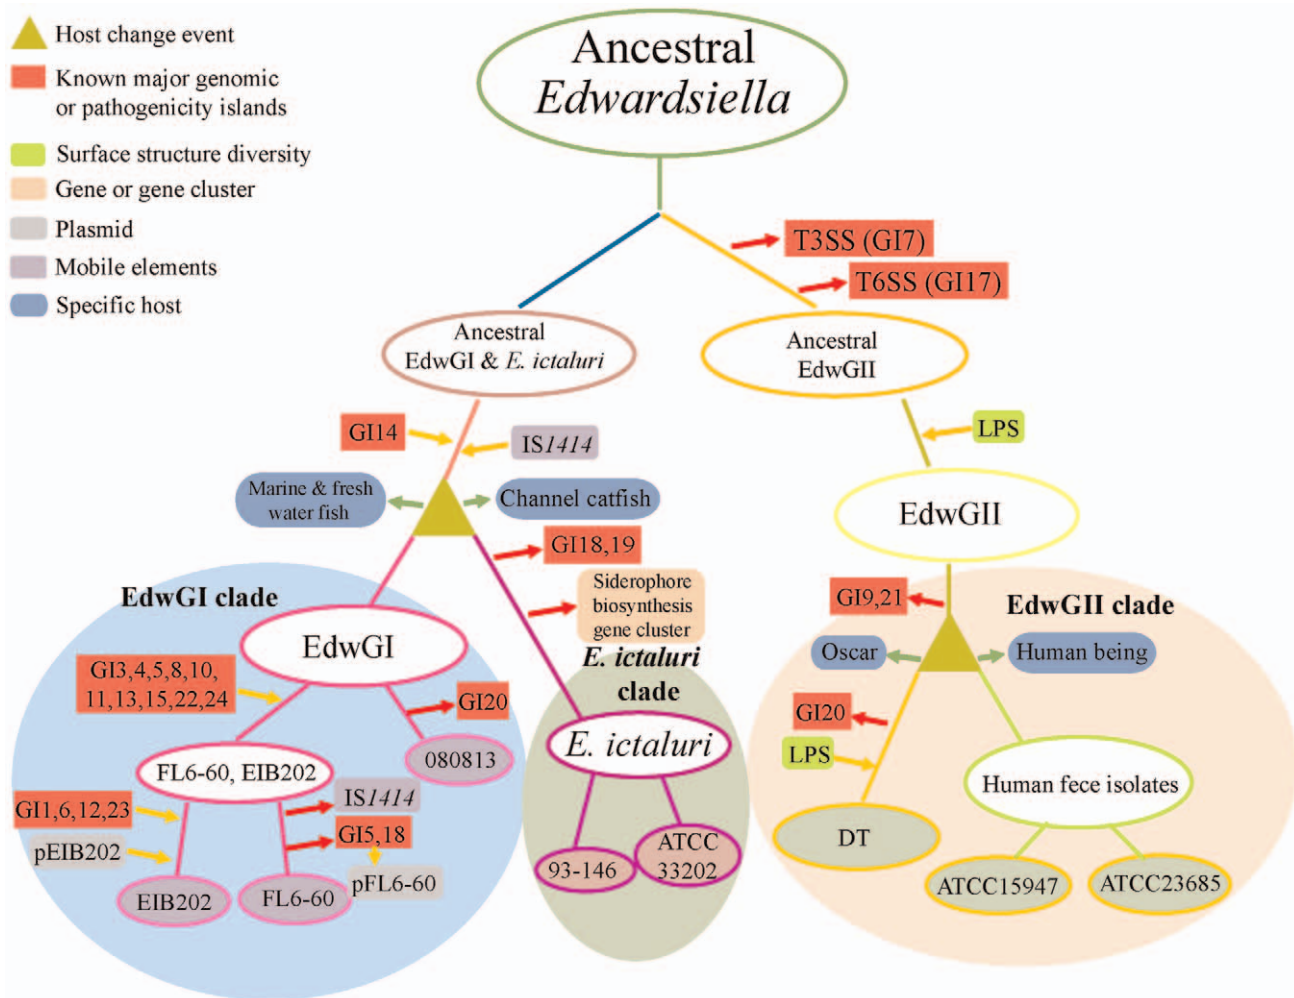 Host change event
Known major genomic
or pathogenicity islands
Surface structure diversity
Gene or gene cluster
Plasmid
Mobile elements
Specific host
Ancestral
Edwardsiella
T3SS (GI7)
T6SS (GI17)
Ancestral
EdwGI & E. ictaluri
Ancestral
EdwGII
GI14
IS1414
LPS
Marine & fresh
water fish
Channel catfish
EdwGII
GI18,19
Siderophore
biosynthesis
gene cluster
EdwGI clade
EdwGI
GI3,4,5,8,10,
11,13,15,22,24
GI20
080813
FL6-60, EIB202
GI1,6,12,23
pEIB202
IS1414
GI5,18
pFL6-60
EIB202
FL6-60
E. ictaluri
clade
E. ictaluri
93-146
ATCC
33202
GI9,21
EdwGII clade
Oscar
Human being
GI20
LPS
Human fece isolates
DT
ATCC15947
ATCC23685